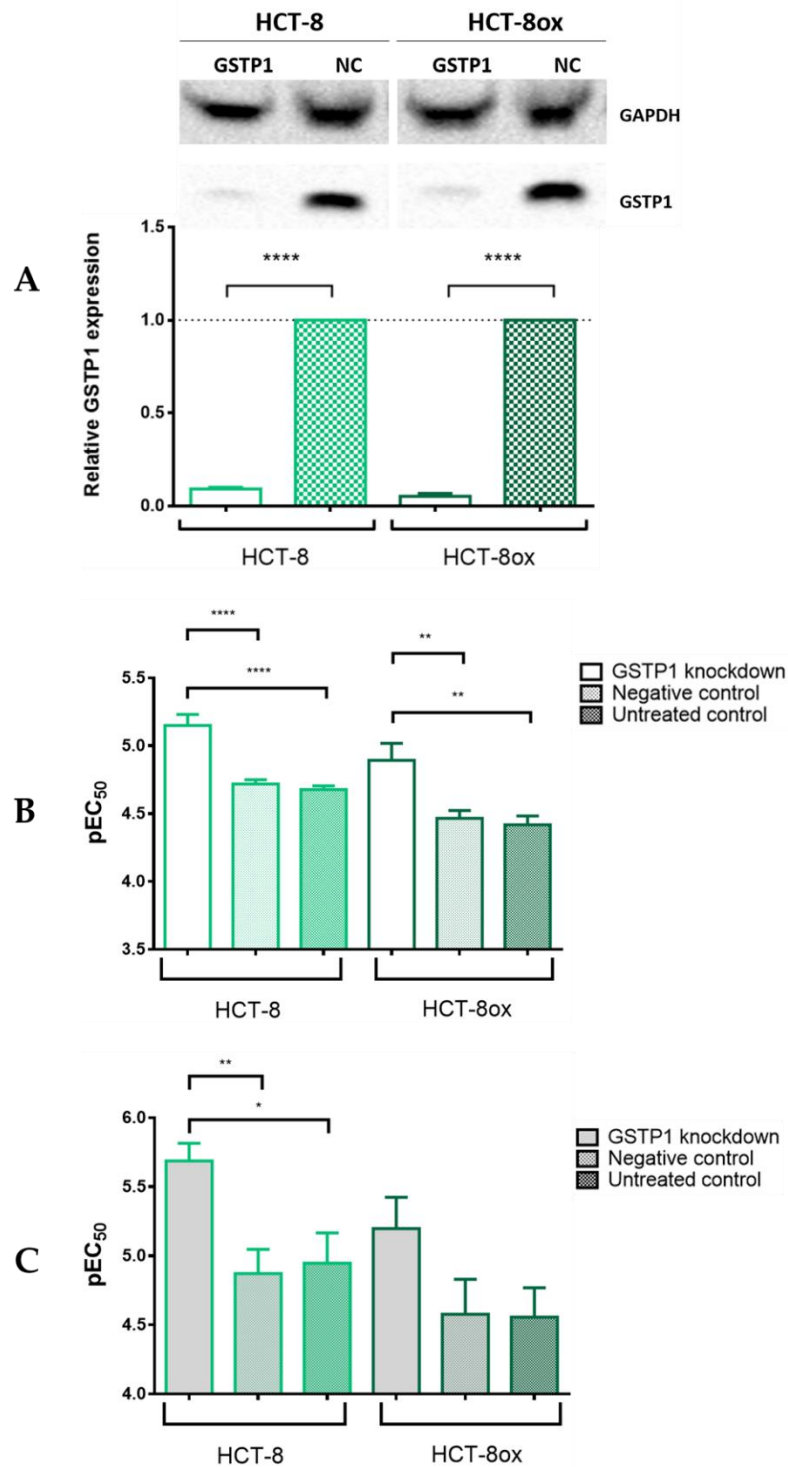 HCT-8 HCT-8ox
GSTP1 NC GSTP1 NC
GAPDH
GSTP1
A
Relative GSTP1 expression
1.5
1.0
0.5
0.0
**** ****
HCT-8 HCT-8ox
B
pEC50
5.5
5.0
4.5
4.0
3.5
****
****
**
**
GSTP1 knockdown
Negative control
Untreated control
HCT-8 HCT-8ox
C
pEC50
6.0
5.5
5.0
4.5
4.0
**
*
GSTP1 knockdown
Negative control
Untreated control
HCT-8 HCT-8ox